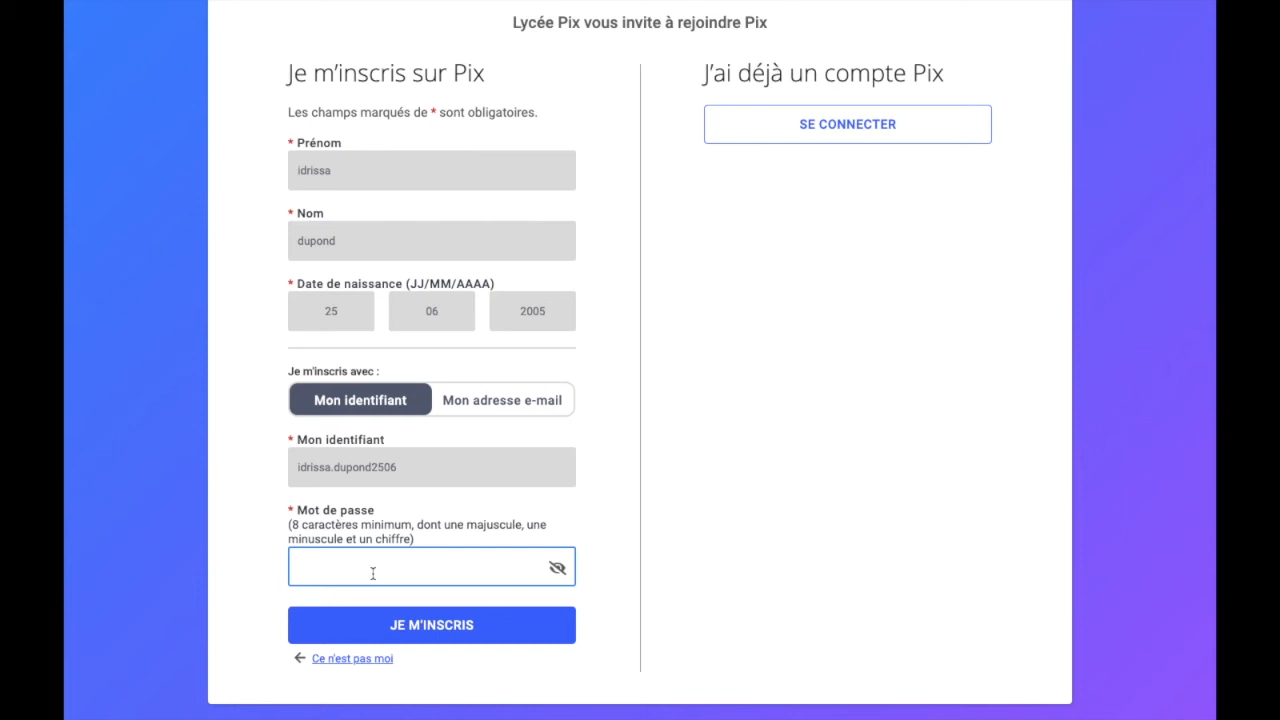 Lycée Pix vous invite à rejoindre Pix
Je m'inscris sur Pix
Les champs marqués de * sont obligatoires.
* Prénom
idrissa
* Nom
dupond
* Date de naissance (JJ/MM/AAAA)
25 06 2005
Je m'inscris avec :
Mon identifiant Mon adresse e-mail
* Mon identifiant
idrissa.dupond2506
* Mot de passe
(8 caractères minimum, dont une majuscule, une
minuscule et un chiffre)
JE M'INSCRIS
Ce n'est pas moi
J'ai déjà un compte Pix
SE CONNECTER